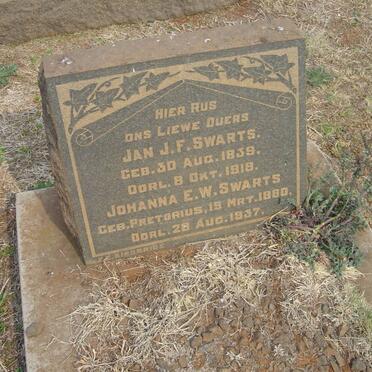 HIER RUS
ONS LIEWE OUERS
JAN J.F. SWARTS.
GEB. 30 AUG. 1838.
OORL. 8 OKT. 1918.
JOHANNA E.W. SWARTS
GEB. PRETORIUS, 19 MRT. 1860.
OORL. 28 AUG. 1937.